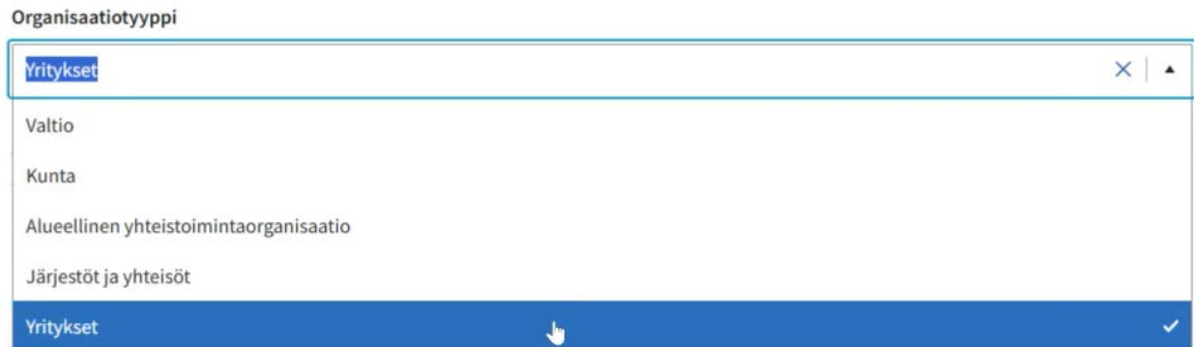 Organisaatiotyyppi
Yritykset
Valtio
Kunta
Alueellinen yhteistoimintaorganisaatio
Järjestöt ja yhteisöt
Yritykset